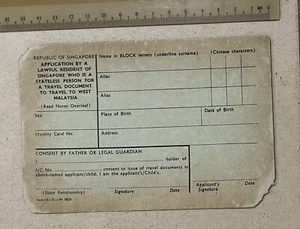 REPUBLIC OF SINGAPORE
APPLICATION BY A
LAWFUL RESIDENT OF
SINGAPORE WHO IS A
STATELESS PERSON FOR
A TRAVEL DOCUMENT
TO TRAVEL TO WEST
MALAYSIA
(Read Notes Overleaf)
Name in BLOCK letters (underline surname)
(Chinese characters)
Alias
Alias
Sex
Place of Birth
Date of Birth
Identity Card No.
Address
CONSENT BY FATHER OR LEGAL GUARDIAN
I
holder of
I/C No.
consent to issue of travel documents to
above-named applicant/child. I am the applicant's/Child's.
(State Relationship)
Signature
Date
Applicant's
Signature
Date